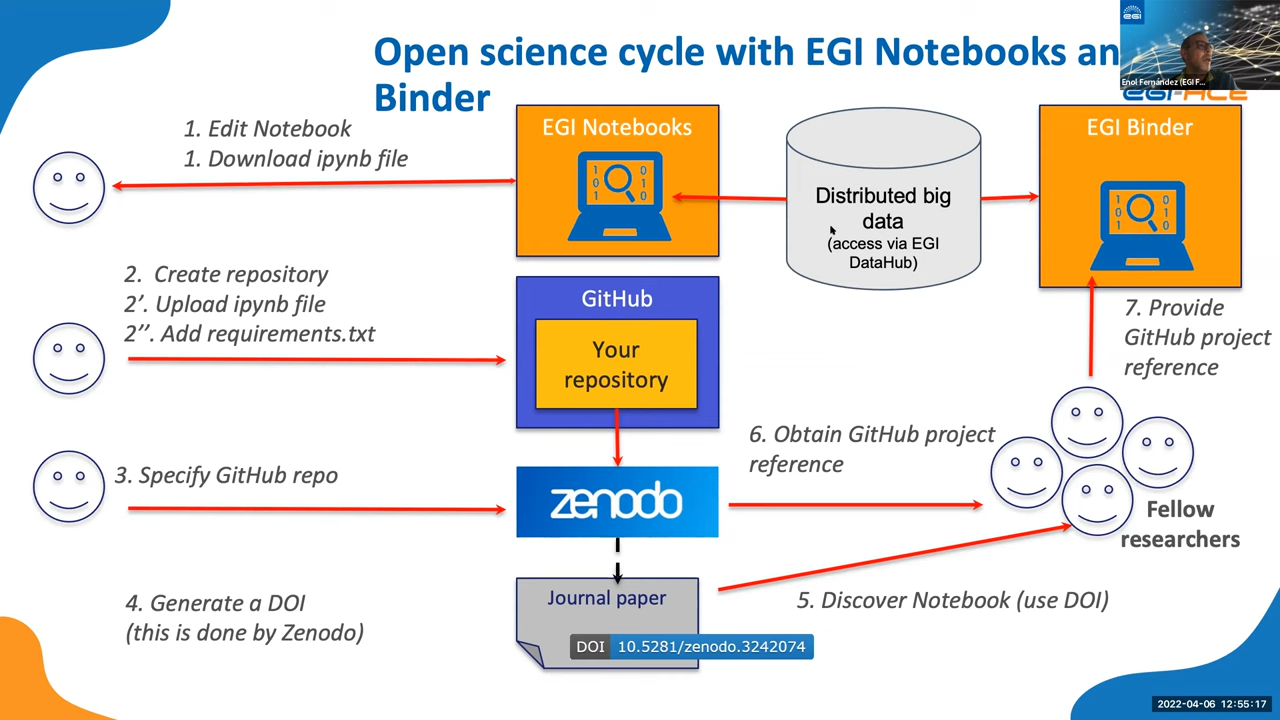 Open science cycle with EGI Notebooks an
Binder
EGI
Enol Fernández (EGI F...
EGI-ACE
1. Edit Notebook
1. Download ipynb file
EGI Notebooks
Distributed big
data
(access via EGI
DataHub)
EGI Binder
2. Create repository
2’. Upload ipynb file
2’’. Add requirements.txt
GitHub
Your
repository
7. Provide
GitHub project
reference
3. Specify GitHub repo
zenodo
6. Obtain GitHub project
reference
Fellow
researchers
4. Generate a DOI
(this is done by Zenodo)
Journal paper
DOI 10.5281/zenodo.3242074
5. Discover Notebook (use DOI)
2022-04-06 12:55:17